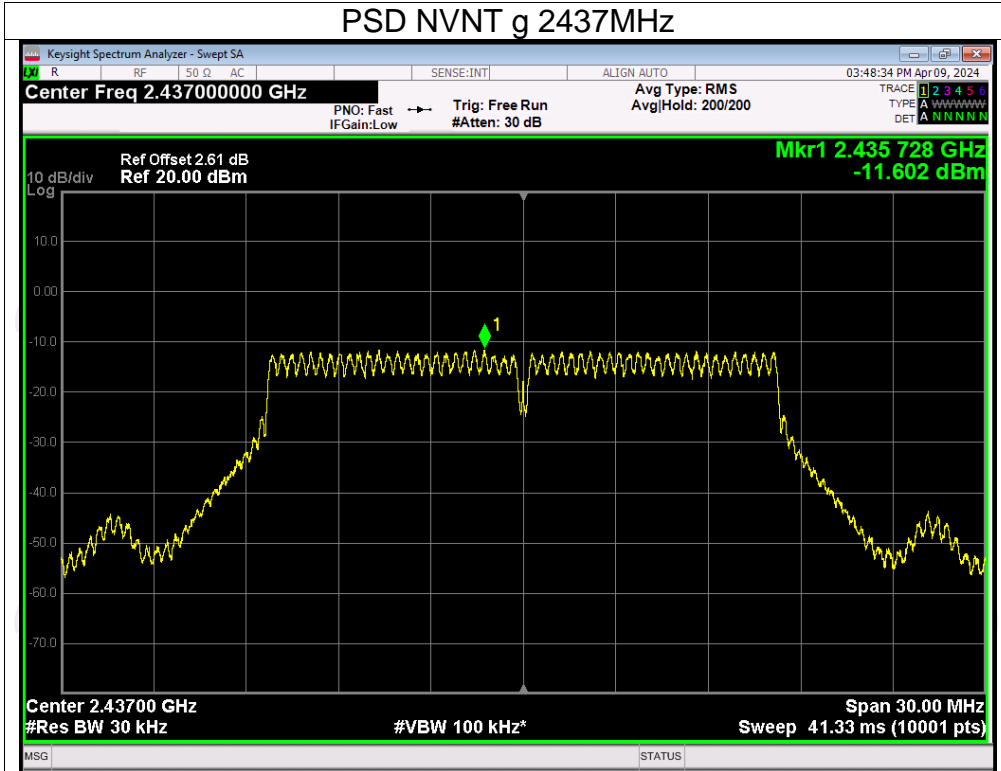 PSD NVNT g 2437MHz
Keysight Spectrum Analyzer - Swept SA
LXI R RF 50 Ω AC SENSE:INT ALIGN AUTO 03:48:34 PM Apr 09, 2024
Center Freq 2.437000000 GHz
PNO: Fast
IFGain:Low
Trig: Free Run
#Atten: 30 dB
Avg Type: RMS
Avg|Hold: 200/200
TRACE 1 2 3 4 5 6
TYPE A WWWWW
DET A N N N N N
Mkr1 2.435 728 GHz
-11.602 dBm
Ref Offset 2.61 dB
10 dB/div Ref 20.00 dBm
Log
10.0
0.00
1
-10.0
-20.0
-30.0
-40.0
-50.0
-60.0
-70.0
Center 2.43700 GHz Span 30.00 MHz
#Res BW 30 kHz #VBW 100 kHz* Sweep 41.33 ms (10001 pts)
MSG STATUS